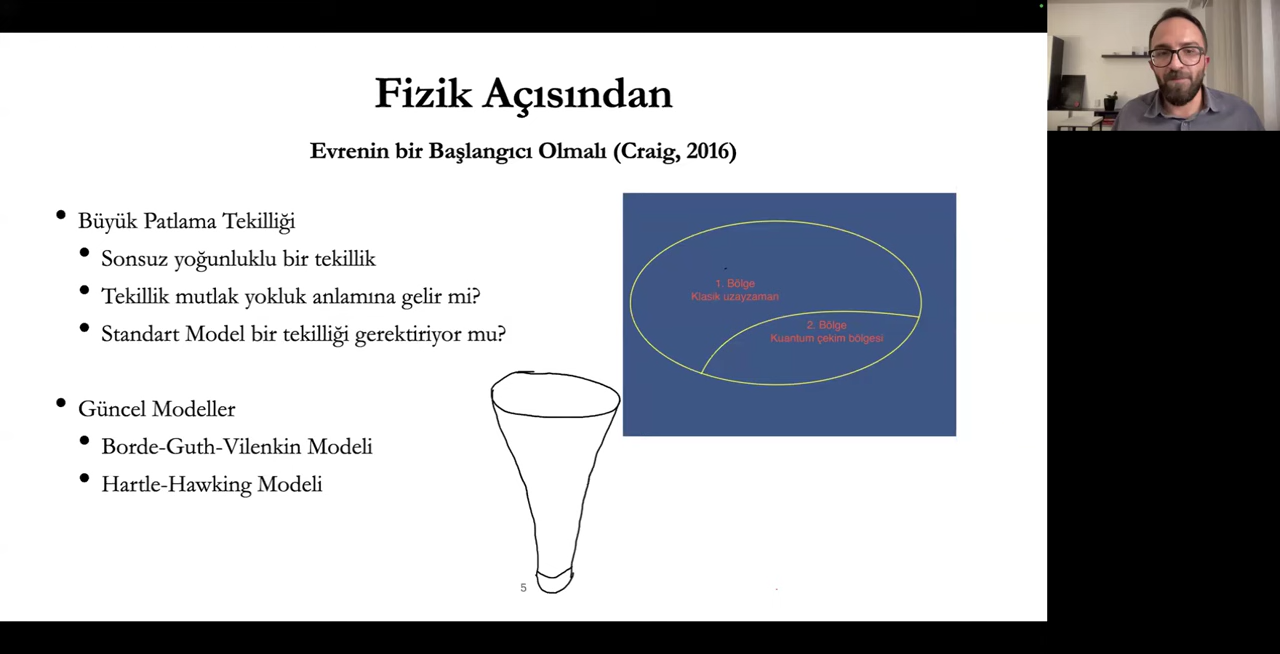 Fizik Açısından
Evrenin bir Başlangıcı Olmalı (Craig, 2016)
• Büyük Patlama Tekilliği
• Sonsuz yoğunluklu bir tekillik
• Tekillik mutlak yokluk anlamına gelir mi?
• Standart Model bir tekilliği gerektiriyor mu?
• Güncel Modeller
• Borde-Guth-Vilenkin Modeli
• Hartle-Hawking Modeli
1. Bölge
Klasik uzayzaman
2. Bölge
Kuantum çekim bölgesi
5